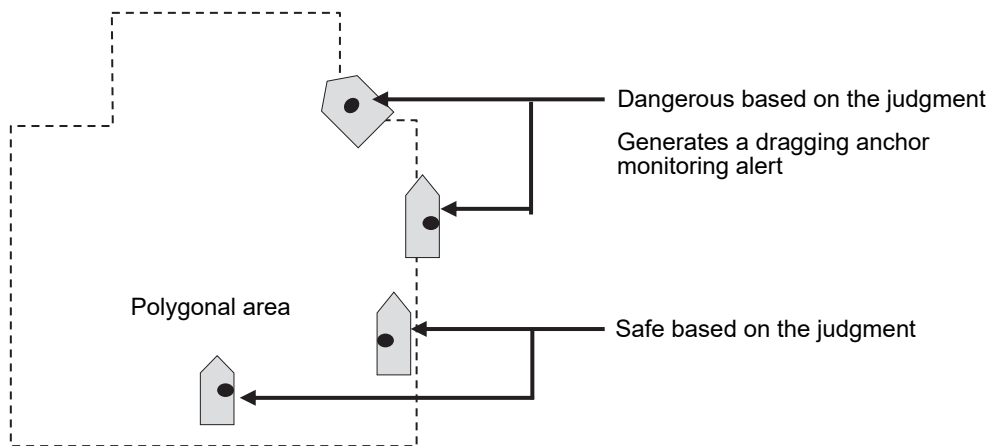 Dangerous based on the judgment
Generates a dragging anchor
monitoring alert
Polygonal area
Safe based on the judgment